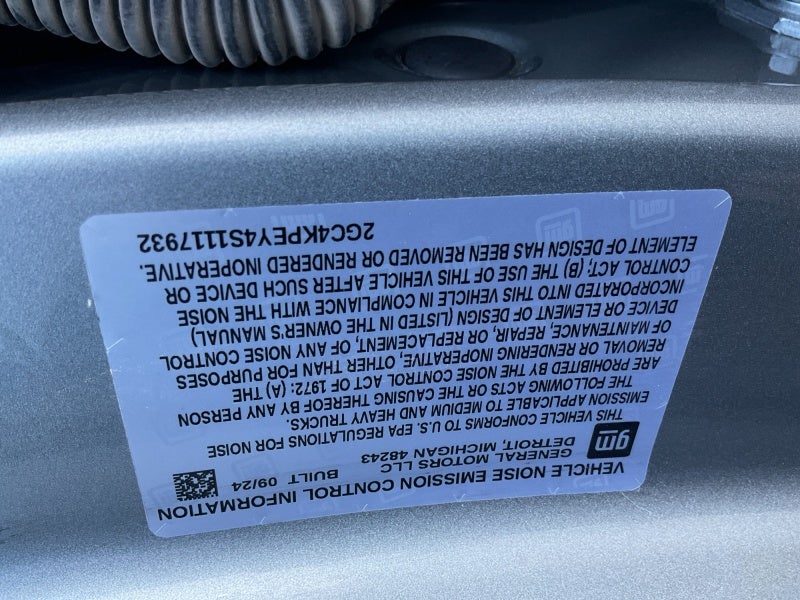 VEHICLE NOISE EMISSION CONTROL INFORMATION
GENERAL MOTORS LLC
DETROIT, MICHIGAN 48243
BUILT 09/24
gm
THIS VEHICLE CONFORMS TO U.S. EPA REGULATIONS FOR NOISE
EMISSION APPLICABLE TO MEDIUM AND HEAVY TRUCKS.
THE FOLLOWING ACTS OR THE CAUSING THEREOF BY ANY PERSON
ARE PROHIBITED BY THE NOISE CONTROL ACT OF 1972: (A) THE
REMOVAL OR RENDERING INOPERATIVE, OTHER THAN FOR PURPOSES
OF MAINTENANCE, REPAIR, OR REPLACEMENT, OF ANY NOISE CONTROL
DEVICE OR ELEMENT OF DESIGN (LISTED IN THE OWNER'S MANUAL)
INCORPORATED INTO THIS VEHICLE IN COMPLIANCE WITH THE NOISE
CONTROL ACT; (B) THE USE OF THIS VEHICLE AFTER SUCH DEVICE OR
ELEMENT OF DESIGN HAS BEEN REMOVED OR RENDERED INOPERATIVE.
2GC4KPEY4S1117932